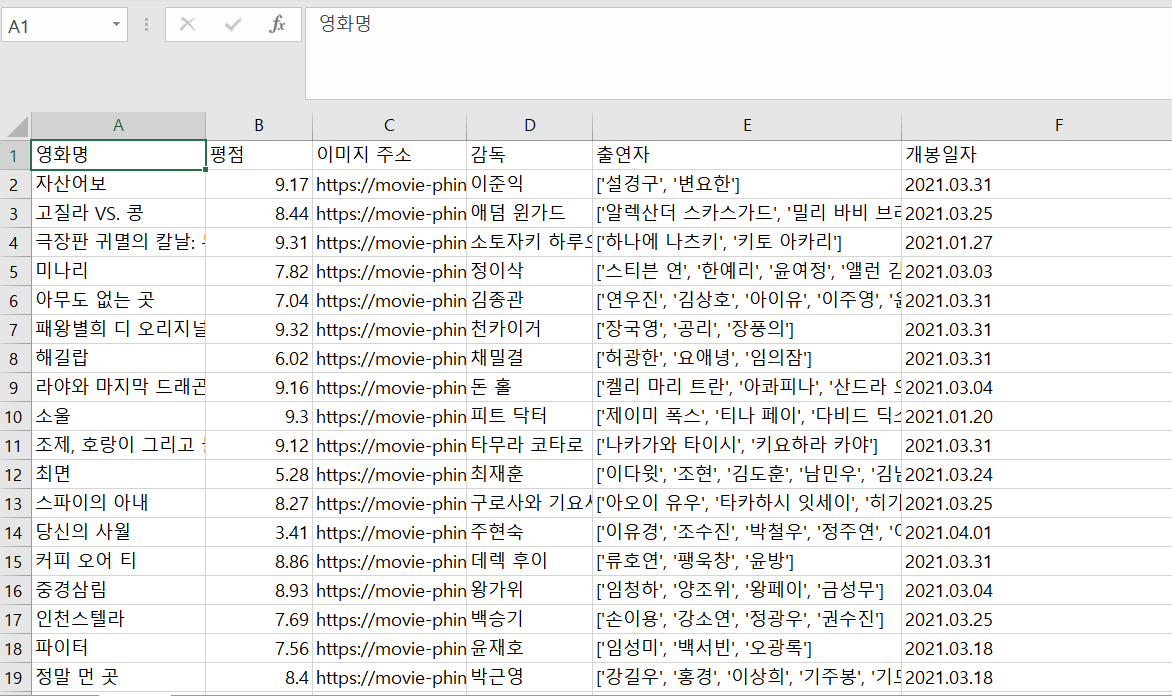 A1 fx 영화명
A B C D E F
1 영화명 평점 이미지 주소 감독 출연자 개봉일자
2 자산어보 9.17 https://movie-phin 이준익 ['설경구', '변요한'] 2021.03.31
3 고질라 VS. 콩 8.44 https://movie-phin 애덤 윈가드 ['알렉산더 스카스가드', '밀리 바비 2021.03.25
4 극장판 귀멸의 칼날: 9.31 https://movie-phin 소토자키 하루 ['하나에 나츠키', '키토 아카리'] 2021.01.27
5 미나리 7.82 https://movie-phin 정이삭 ['스티븐 연', '한예리', '윤여정', '앨런 2021.03.03
6 아무도 없는 곳 7.04 https://movie-phin 김종관 ['연우진', '김상호', '아이유', '이주영', 2021.03.31
7 패왕별희 디 오리지널 9.32 https://movie-phin 천카이거 ['장국영', '공리', '장풍의'] 2021.03.31
8 해길랍 6.02 https://movie-phin 채밀결 ['허광한', '요애녕', '임의잠'] 2021.03.31
9 라야와 마지막 드래곤 9.16 https://movie-phin 돈 홀 ['켈리 마리 트란', '아콰피나', '산드라 2021.03.04
10 소울 9.3 https://movie-phin 피트 닥터 ['제이미 폭스', '티나 페이', '다비드 2021.01.20
11 조제, 호랑이 그리고 9.12 https://movie-phin 타무라 코타로 ['나카가와 타이시', '키요하라 카야'] 2021.03.31
12 최면 5.28 https://movie-phin 최재훈 ['이다윗', '조현', '김도훈', '남민우', 2021.03.24
13 스파이의 아내 8.27 https://movie-phin 구로사와 기요 ['아오이 유우', '타카하시 잇세이', 2021.03.25
14 당신의 사월 3.41 https://movie-phin 주현숙 ['이유경', '조수진', '박철우', '정주연', 2021.04.01
15 커피 오어 티 8.86 https://movie-phin 데렉 후이 ['류호연', '팽욱창', '윤방'] 2021.03.31
16 중경삼림 8.93 https://movie-phin 왕가위 ['임청하', '양조위', '왕페이', '금성무'] 2021.03.04
17 인천스텔라 7.69 https://movie-phin 백승기 ['손이용', '강소연', '정광우', '권수진'] 2021.03.25
18 파이터 7.56 https://movie-phin 윤재호 ['임성미', '백서빈', '오광록'] 2021.03.18
19 정말 먼 곳 8.4 https://movie-phin 박근영 ['강길우', '홍경', '이상희', '기주봉', 2021.03.18